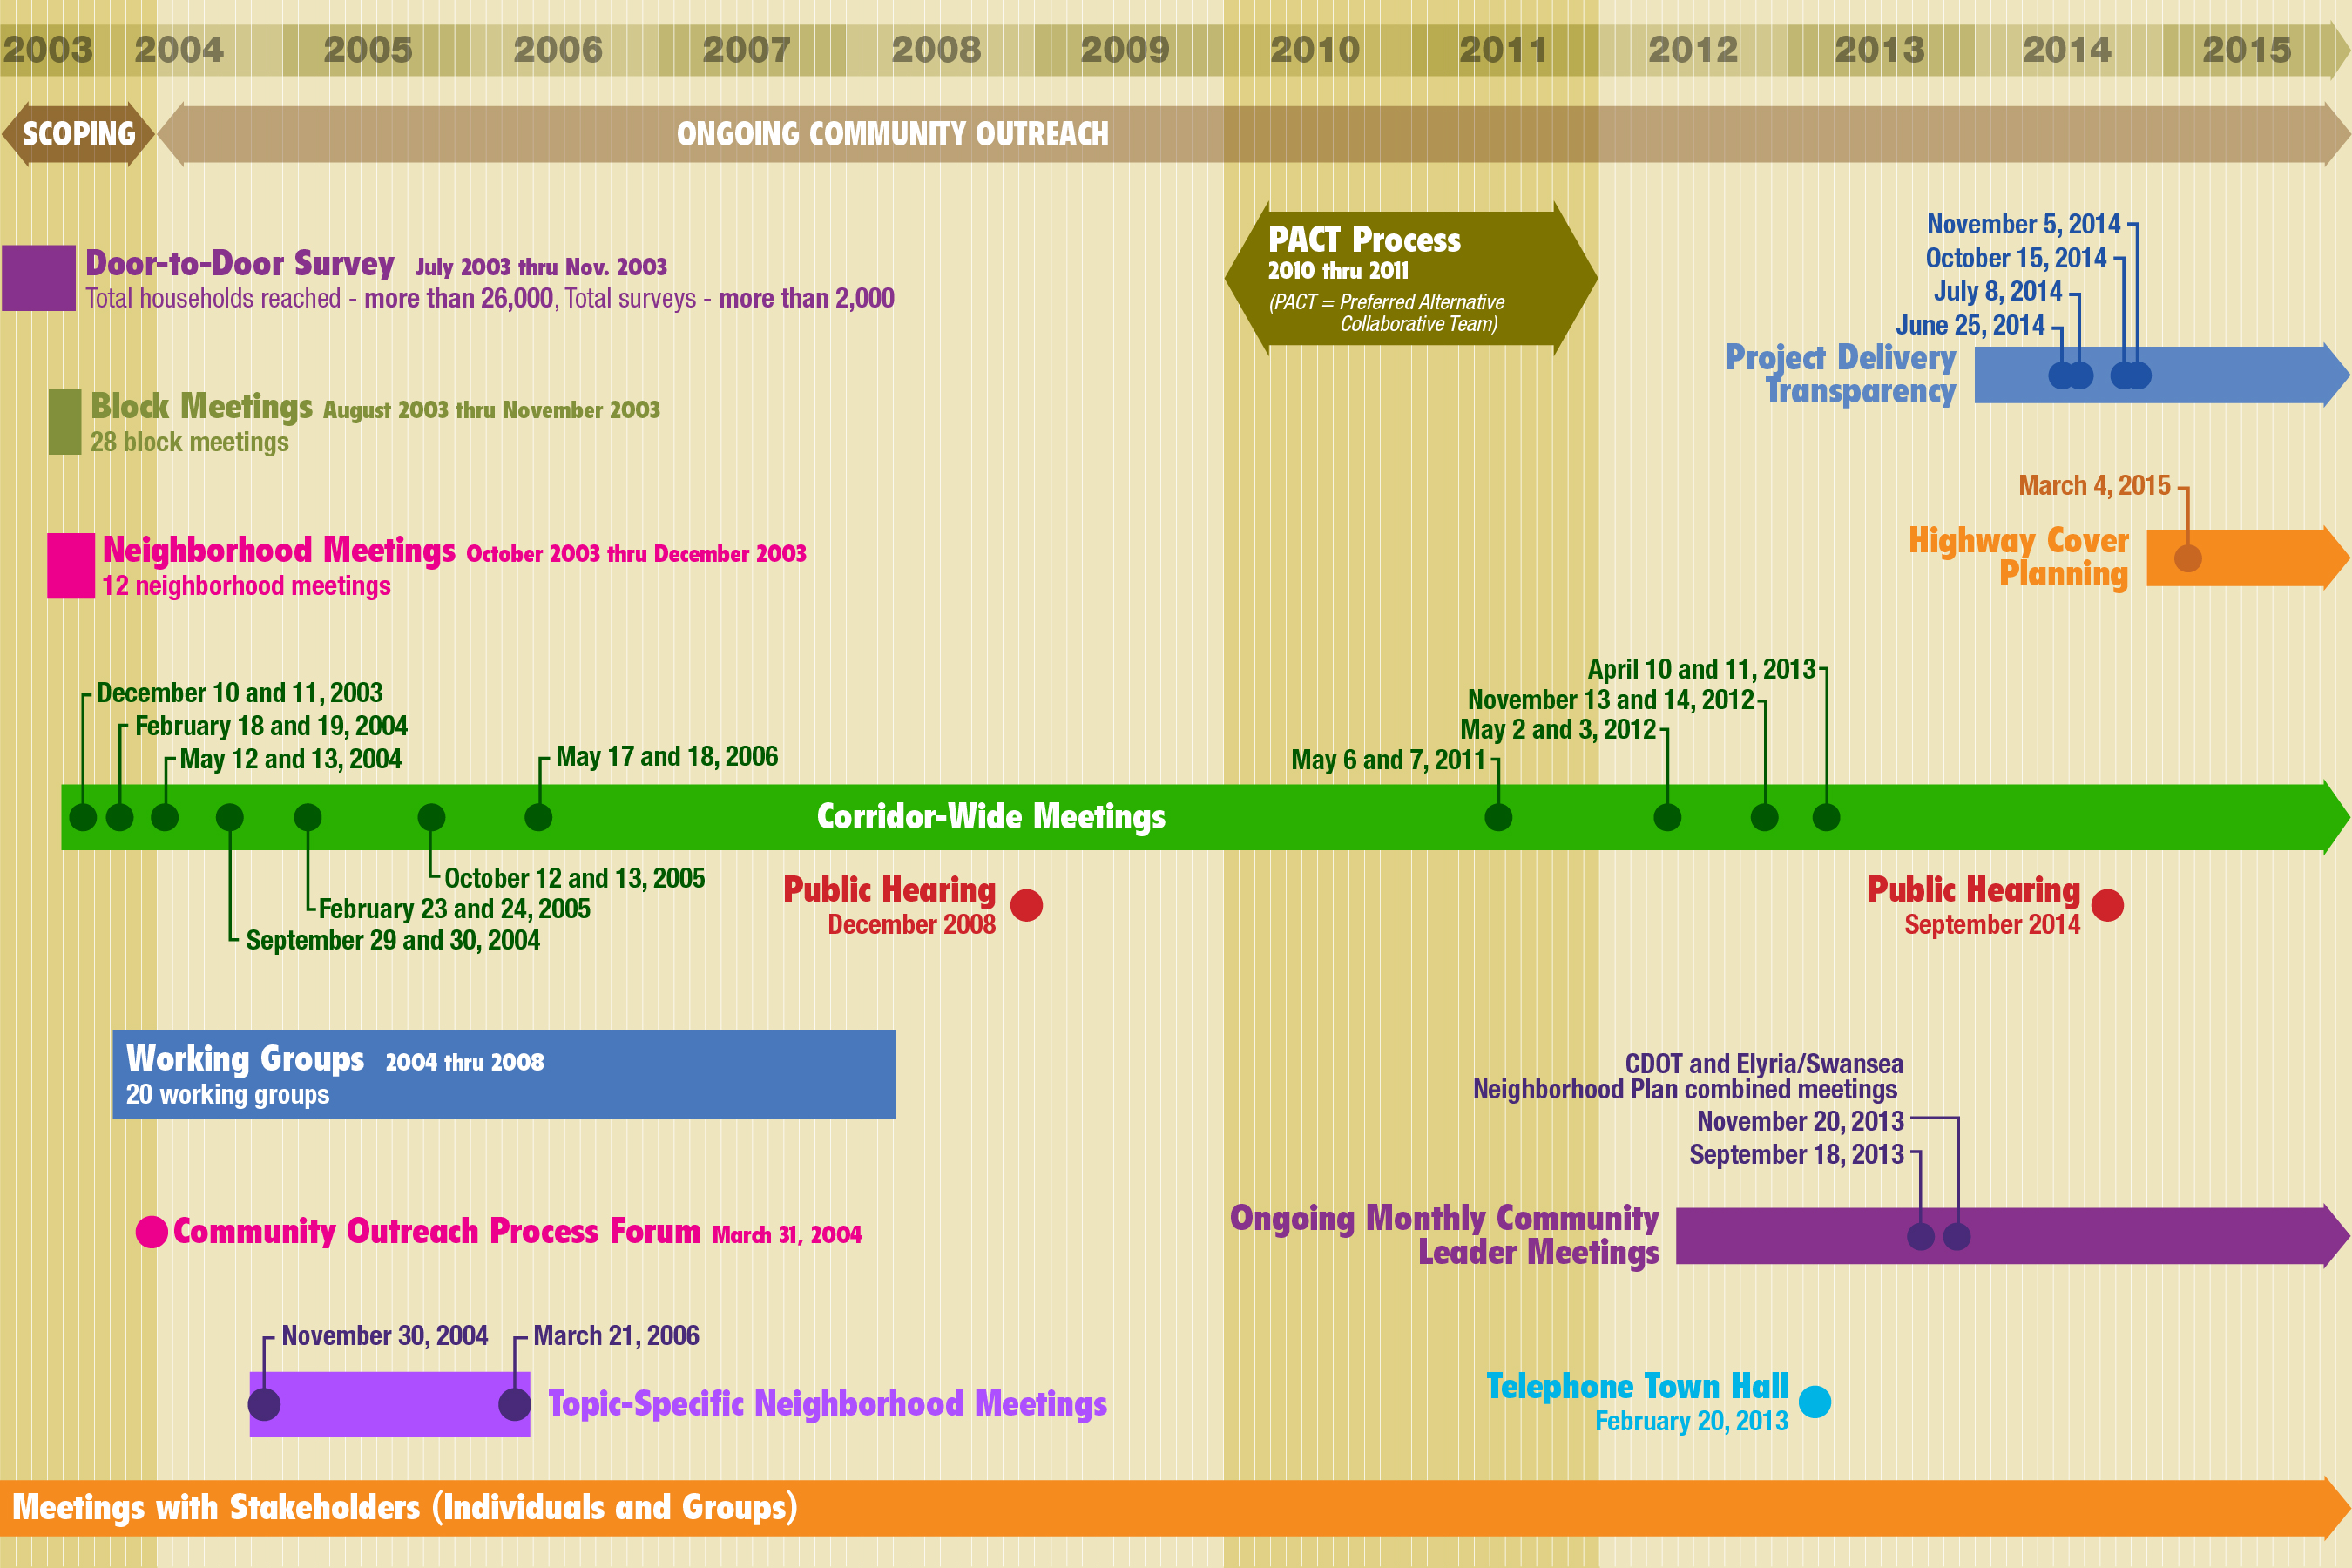 2003 2004 2005 2006 2007 2008 2009 2010 2011 2012 2013 2014 2015
SCOPING
ONGOING COMMUNITY OUTREACH
Door-to-Door Survey July 2003 thru Nov. 2003
Total households reached - more than 26,000, Total surveys - more than 2,000
PACT Process
2010 thru 2011
(PACT = Preferred Alternative
Collaborative Team)
November 5, 2014
October 15, 2014
July 8, 2014
June 25, 2014
Project Delivery
Transparency
Block Meetings August 2003 thru November 2003
28 block meetings
March 4, 2015
Highway Cover
Planning
Neighborhood Meetings October 2003 thru December 2003
12 neighborhood meetings
December 10 and 11, 2003
February 18 and 19, 2004
May 12 and 13, 2004
May 17 and 18, 2006
April 10 and 11, 2013
November 13 and 14, 2012
May 2 and 3, 2012
May 6 and 7, 2011
Corridor-Wide Meetings
October 12 and 13, 2005
February 23 and 24, 2005
September 29 and 30, 2004
Public Hearing
December 2008
Public Hearing
September 2014
Working Groups 2004 thru 2008
20 working groups
CDOT and Elyria/Swansea
Neighborhood Plan combined meetings
November 20, 2013
September 18, 2013
Ongoing Monthly Community
Leader Meetings
Community Outreach Process Forum March 31, 2004
November 30, 2004
March 21, 2006
Topic-Specific Neighborhood Meetings
Telephone Town Hall
February 20, 2013
Meetings with Stakeholders (Individuals and Groups)